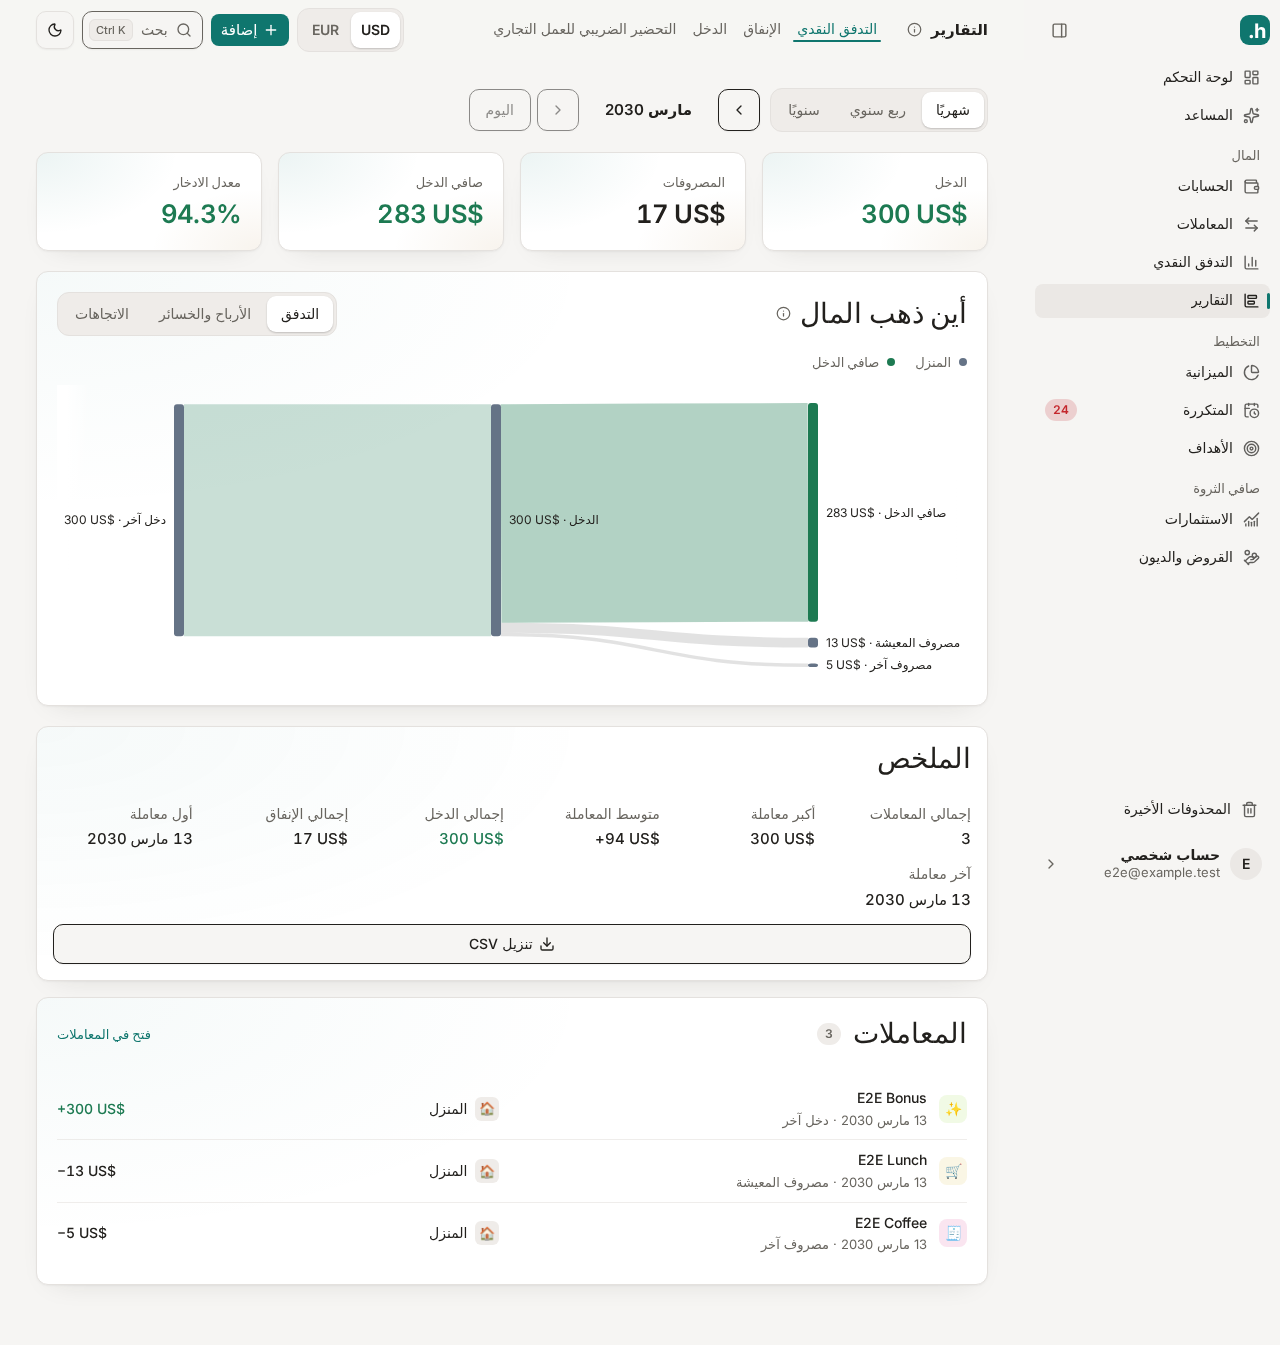 h.
لوحة التحكم
المساعد
المال
الحسابات
المعاملات
التدفق النقدي
التقارير
التخطيط
الميزانية
المتكررة 24
الأهداف
صافي الثروة
الاستثمارات
القروض والديون
المحذوفات الأخيرة
E حساب شخصي
e2e@example.test
التقارير التدفق النقدي الإنفاق الدخل التصنيف الضريبي للعمل التجاري USD EUR إضافة بحث Ctrl K
شهريًا ربع سنوي سنويًا مارس 2030 اليوم
الدخل
300 US$
المصروفات
17 US$
صافي الدخل
283 US$
معدل الادخار
94.3%
أين ذهب المال التدفق الأرباح والخسائر الاتجاهات
المنزل صافي الدخل
دخل آخر · 300 US$
الدخل · 300 US$
صافي الدخل · 283 US$
مصروف المعيشة · 13 US$
مصروف آخر · 5 US$
الملخص
إجمالي المعاملات
3
أكبر معاملة
300 US$
متوسط المعاملة
+94 US$
إجمالي الدخل
300 US$
إجمالي الإنفاق
17 US$
أول معاملة
13 مارس 2030
آخر معاملة
13 مارس 2030
تنزيل CSV
المعاملات 3 فتح في المعاملات
E2E Bonus
13 مارس 2030 · دخل آخر
المنزل
+300 US$
E2E Lunch
13 مارس 2030 · مصروف المعيشة
المنزل
−13 US$
E2E Coffee
13 مارس 2030 · مصروف آخر
المنزل
−5 US$